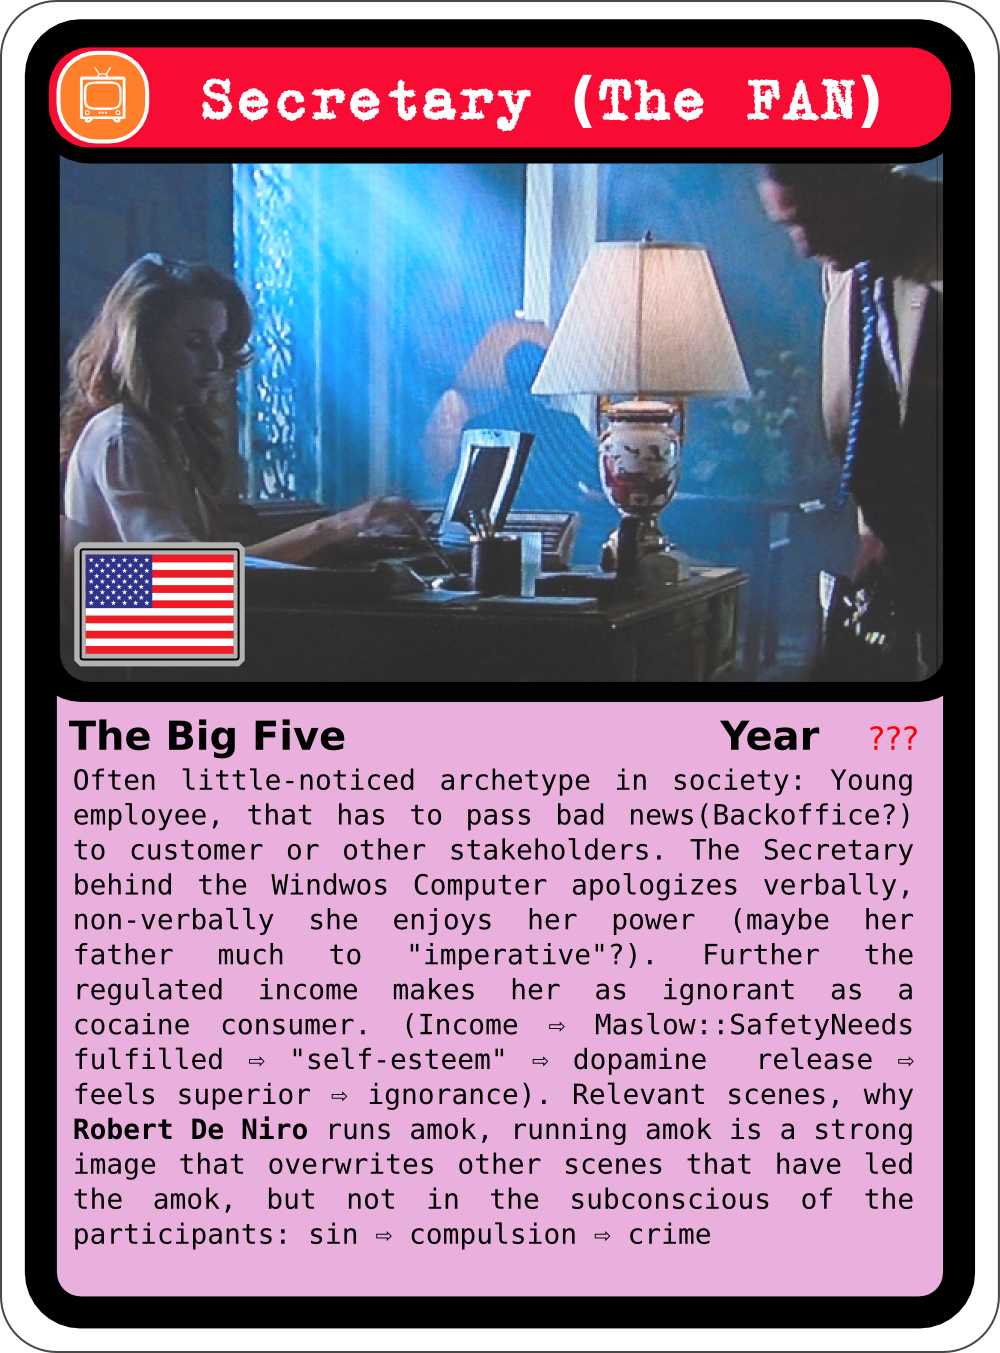 Secretary (The FAN)
The Big Five Year ???
Often little-noticed archetype in society: Young
employee, that has to pass bad news(Backoffice?)
to customer or other stakeholders. The Secretary
behind the Windwos Computer apologizes verbally,
non-verbally she enjoys her power (maybe her
father much to "imperative"?). Further the
regulated income makes her as ignorant as a
cocaine consumer. (Income ⇨ Maslow::SafetyNeeds
fulfilled ⇨ "self-esteem" ⇨ dopamine release ⇨
feels superior ⇨ ignorance). Relevant scenes, why
Robert De Niro runs amok, running amok is a strong
image that overwrites other scenes that have led
the amok, but not in the subconscious of the
participants: sin ⇨ compulsion ⇨ crime